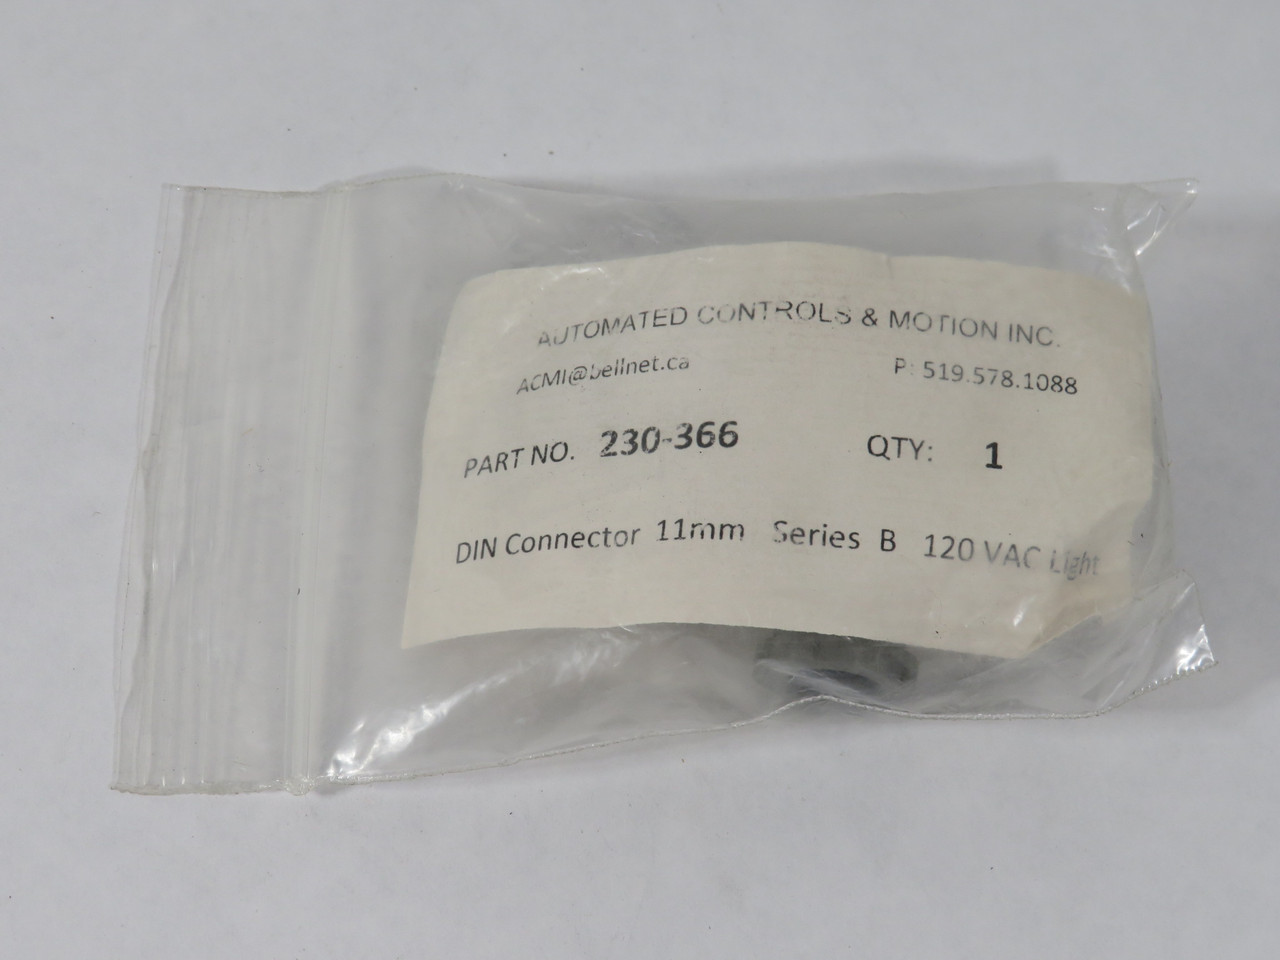 AUTOMATED CONTROLS & MOTION INC.
ACMI@bellnet.ca P: 519.578.1088
PART NO. 230-366 QTY: 1
DIN Connector 11mm Series B 120 VAC Light